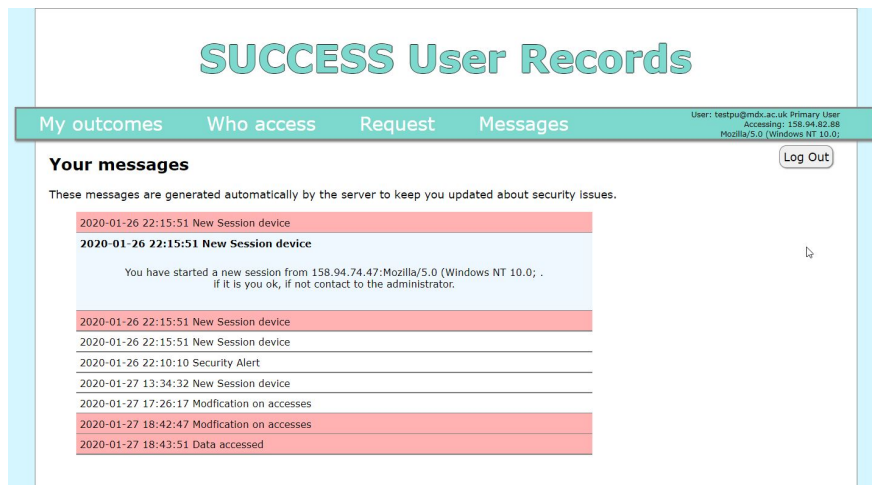 SUCCESS User Records
My outcomes Who access Request Messages
User: testpu@mdx.ac.uk Primary User
Accessing: 158.94.82.88
Mozilla/5.0 (Windows NT 10.0;
Log Out
Your messages
These messages are generated automatically by the server to keep you updated about security issues.
2020-01-26 22:15:51 New Session device
2020-01-26 22:15:51 New Session device
You have started a new session from 158.94.74.47:Mozilla/5.0 (Windows NT 10.0; .
if it is you ok, if not contact to the administrator.
2020-01-26 22:15:51 New Session device
2020-01-26 22:15:51 New Session device
2020-01-26 22:10:10 Security Alert
2020-01-27 13:34:32 New Session device
2020-01-27 17:26:17 Modfication on accesses
2020-01-27 18:42:47 Modfication on accesses
2020-01-27 18:43:51 Data accessed